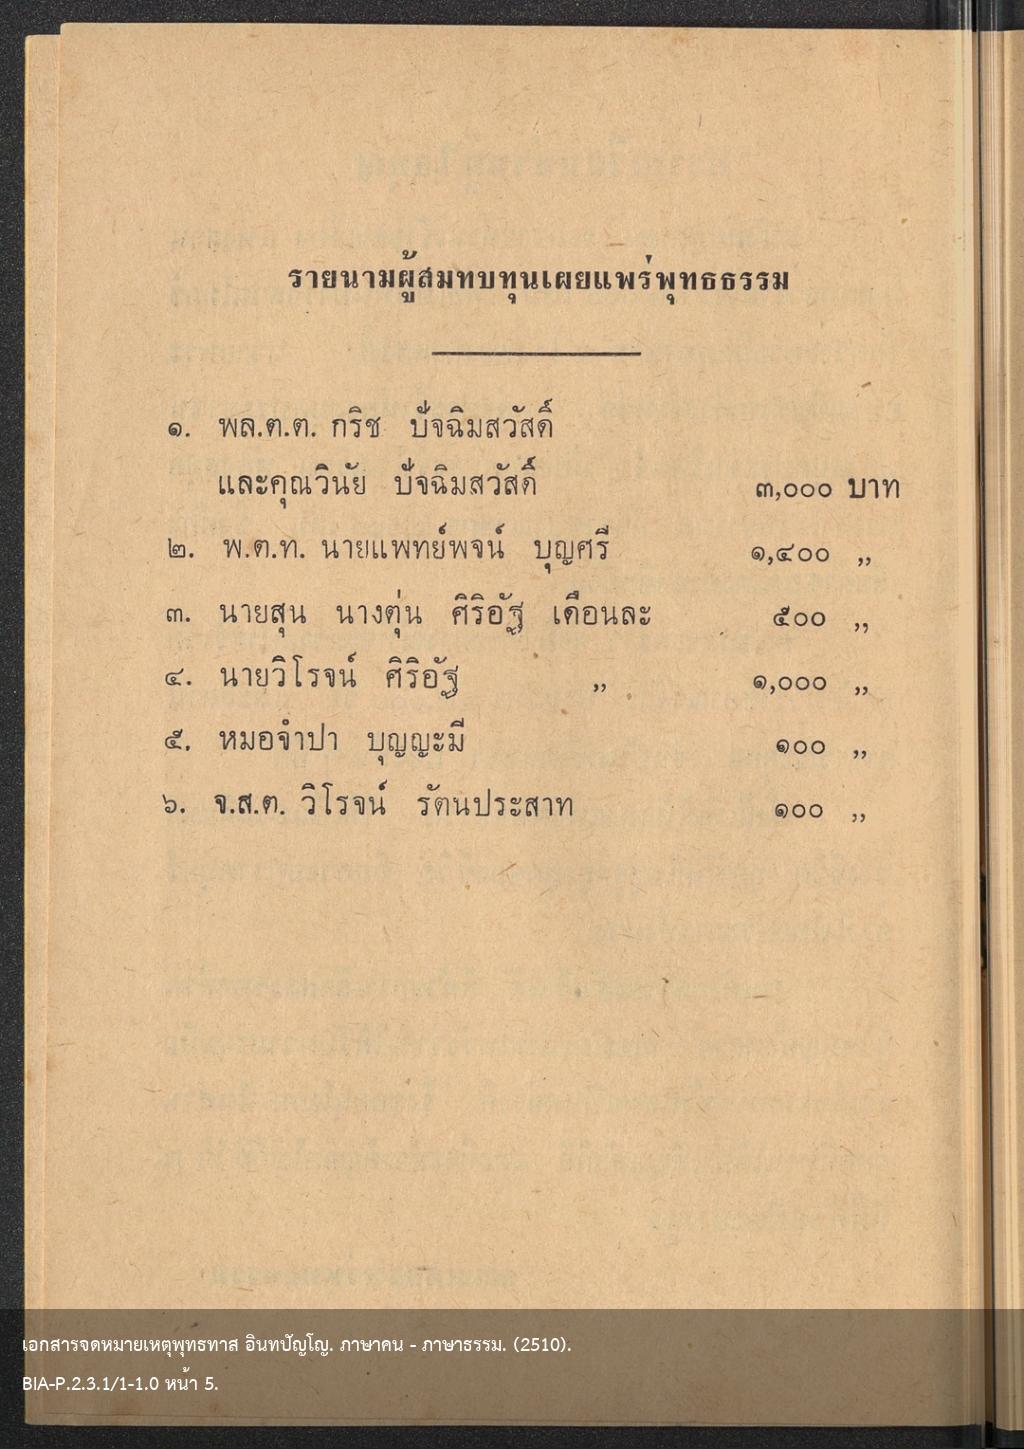 รายนามผู้สมทบทุนเผยแพร่พุทธธรรม
๑. พล.ต.ต. กริช ปัจฉิมสวัสดิ์
และคุณวินัย ปัจฉิมสวัสดิ์ ๓,๐๐๐ บาท
๒. พ.ต.ท. นายแพทย์พจน์ บุญศรี ๑,๔๐๐ ,,
๓. นายสุน นางตุ่น ศิริอัฐ เดือนละ ๕๐๐ ,,
๔. นายวิโรจน์ ศิริอัฐ ,, ๑,๐๐๐ ,,
๕. หมอจำปา บุญญะมี ๑๐๐ ,,
๖. จ.ส.ต. วิโรจน์ รัตนประสาท ๑๐๐ ,,
เอกสารจดหมายเหตุพุทธทาส อินทปัญโญ. ภาษาคน - ภาษาธรรม. (2510).
BIA-P.2.3.1/1-1.0 หน้า 5.